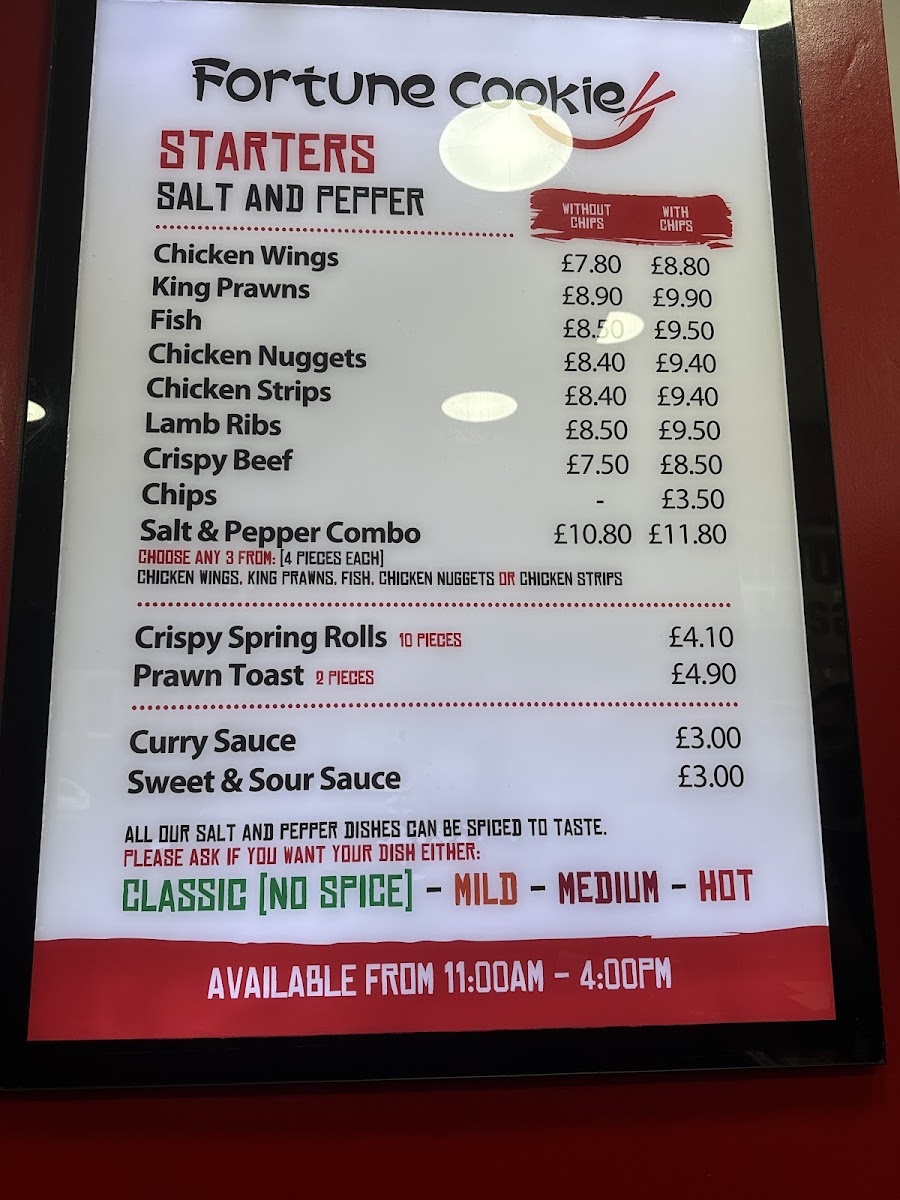 Fortune Cookie
STARTERS
SALT AND PEPPER
WITHOUT CHIPS WITH CHIPS
Chicken Wings £7.80 £8.80
King Prawns £8.90 £9.90
Fish £8.50 £9.50
Chicken Nuggets £8.40 £9.40
Chicken Strips £8.40 £9.40
Lamb Ribs £8.50 £9.50
Crispy Beef £7.50 £8.50
Chips - £3.50
Salt & Pepper Combo £10.80 £11.80
CHOOSE ANY 3 FROM: [4 PIECES EACH]
CHICKEN WINGS, KING PRAWNS, FISH, CHICKEN NUGGETS OR CHICKEN STRIPS
Crispy Spring Rolls 10 PIECES £4.10
Prawn Toast 2 PIECES £4.90
Curry Sauce £3.00
Sweet & Sour Sauce £3.00
ALL OUR SALT AND PEPPER DISHES CAN BE SPICED TO TASTE.
PLEASE ASK IF YOU WANT YOUR DISH EITHER:
CLASSIC [NO SPICE] - MILD - MEDIUM - HOT
AVAILABLE FROM 11:00AM - 4:00PM